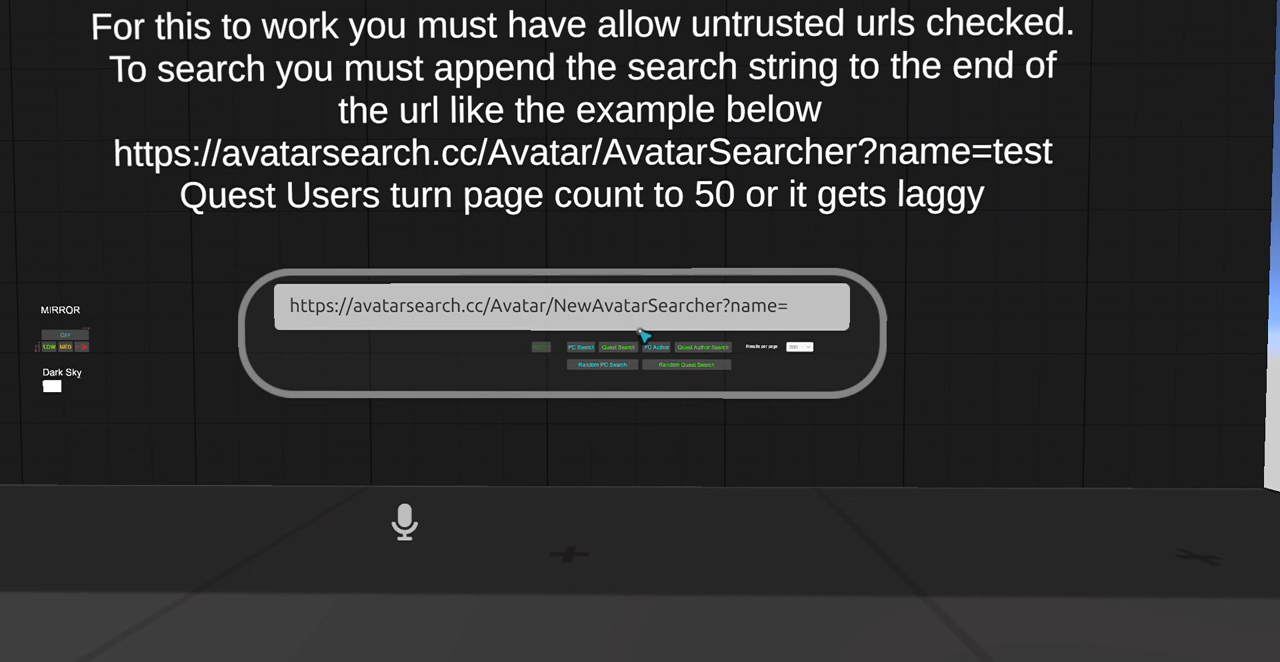 For this to work you must have allow untrusted urls checked.
To search you must append the search string to the end of
the url like the example below
https://avatarsearch.cc/Avatar/AvatarSearcher?name=test
Quest Users turn page count to 50 or it gets laggy
https://avatarsearch.cc/Avatar/NewAvatarSearcher?name=
MIRROR
OFF
LOW MED
PC Search Quest Search PC Author Quest Author Search Results per page
Random PC Search Random Quest Search
Dark Sky